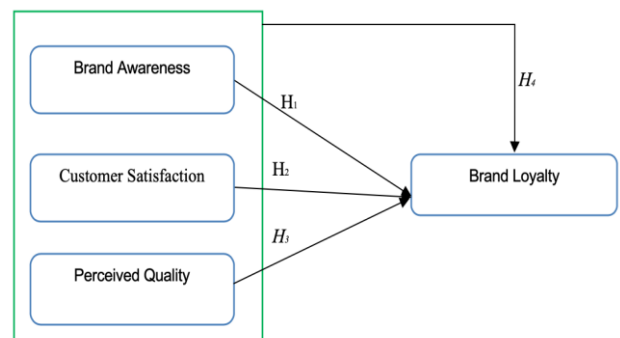 Brand Awareness
H₁
H₄
Customer Satisfaction
H₂
Brand Loyalty
H₃
Perceived Quality